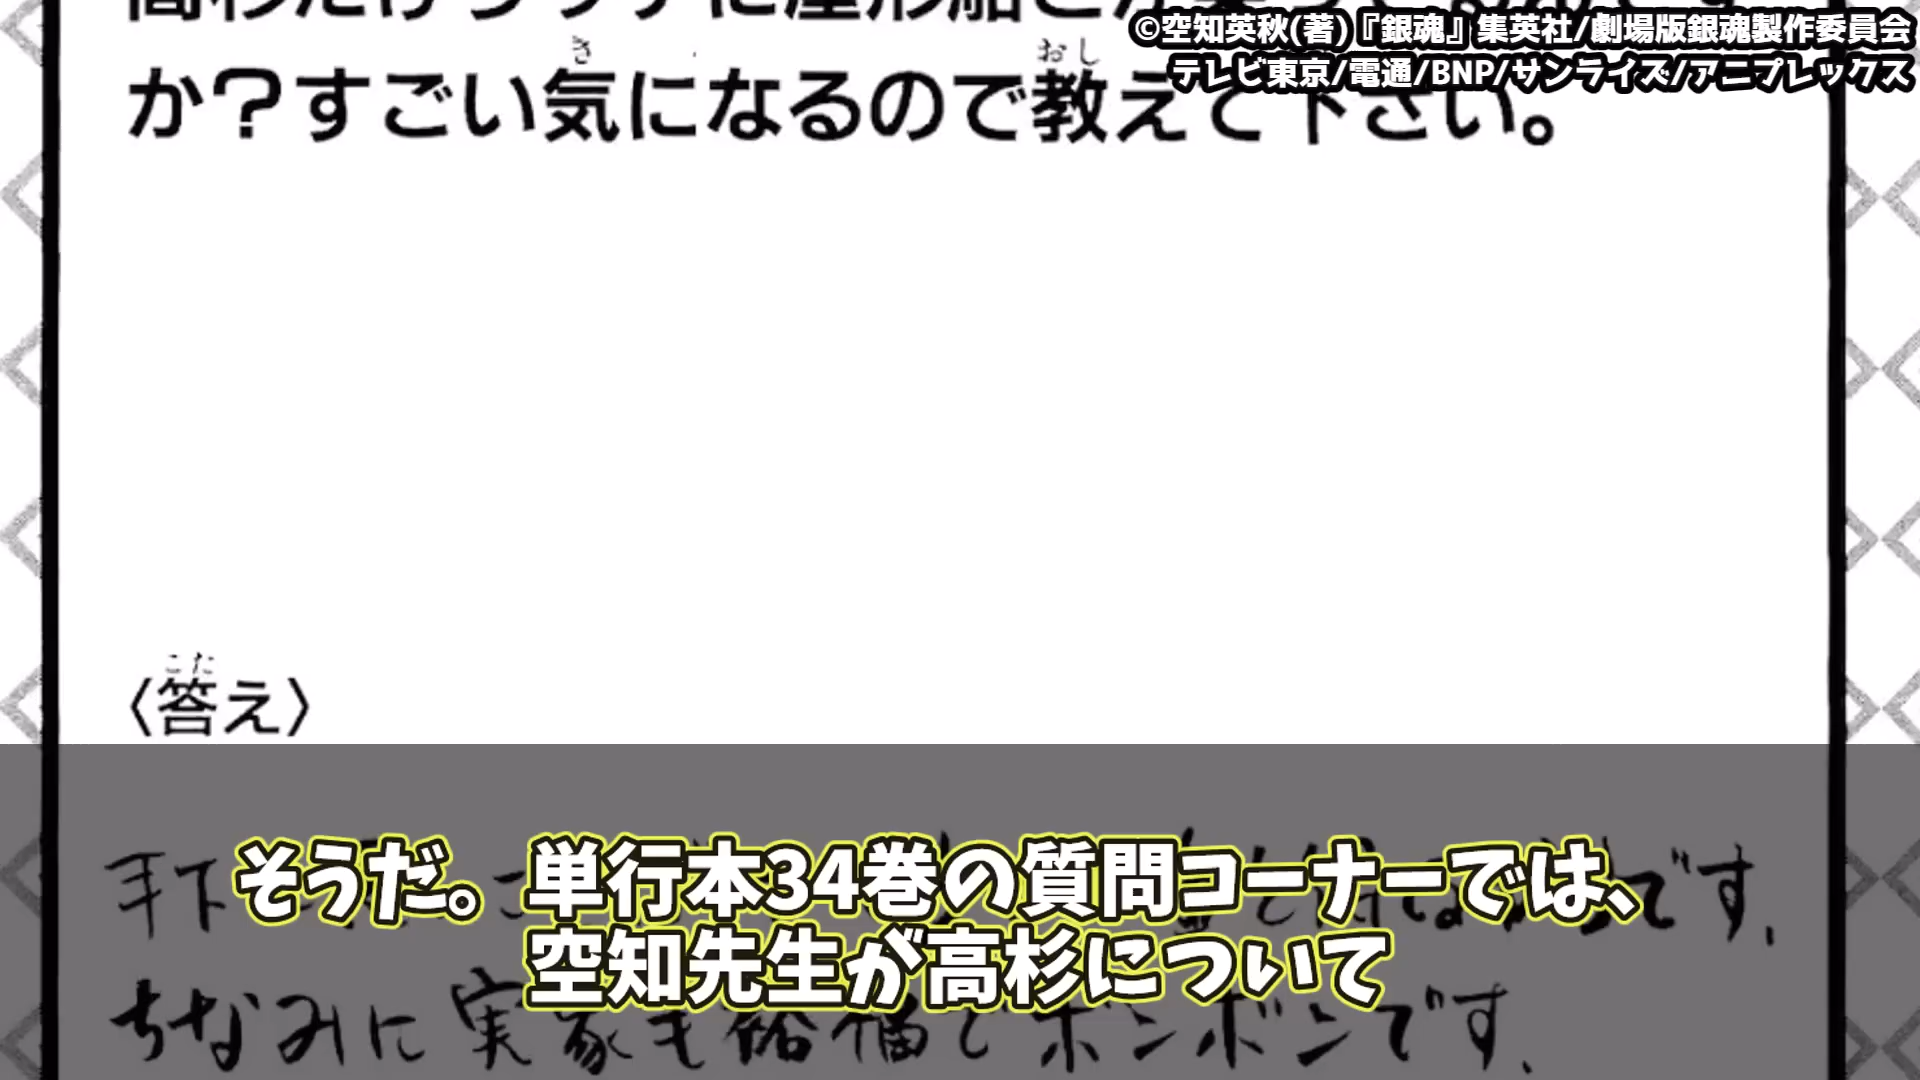 ©空知英秋(著)『銀魂』集英社/劇場版銀魂製作委員会
テレビ東京/電通/BNP/サンライズ/アニプレックス
か?すごい気になるので教えて下さい。
〈答え〉
そうだ。単行本34巻の質問コーナーでは、
空知先生が高杉について
手下
です、
ちなみに実家も裕福でボンボンです、